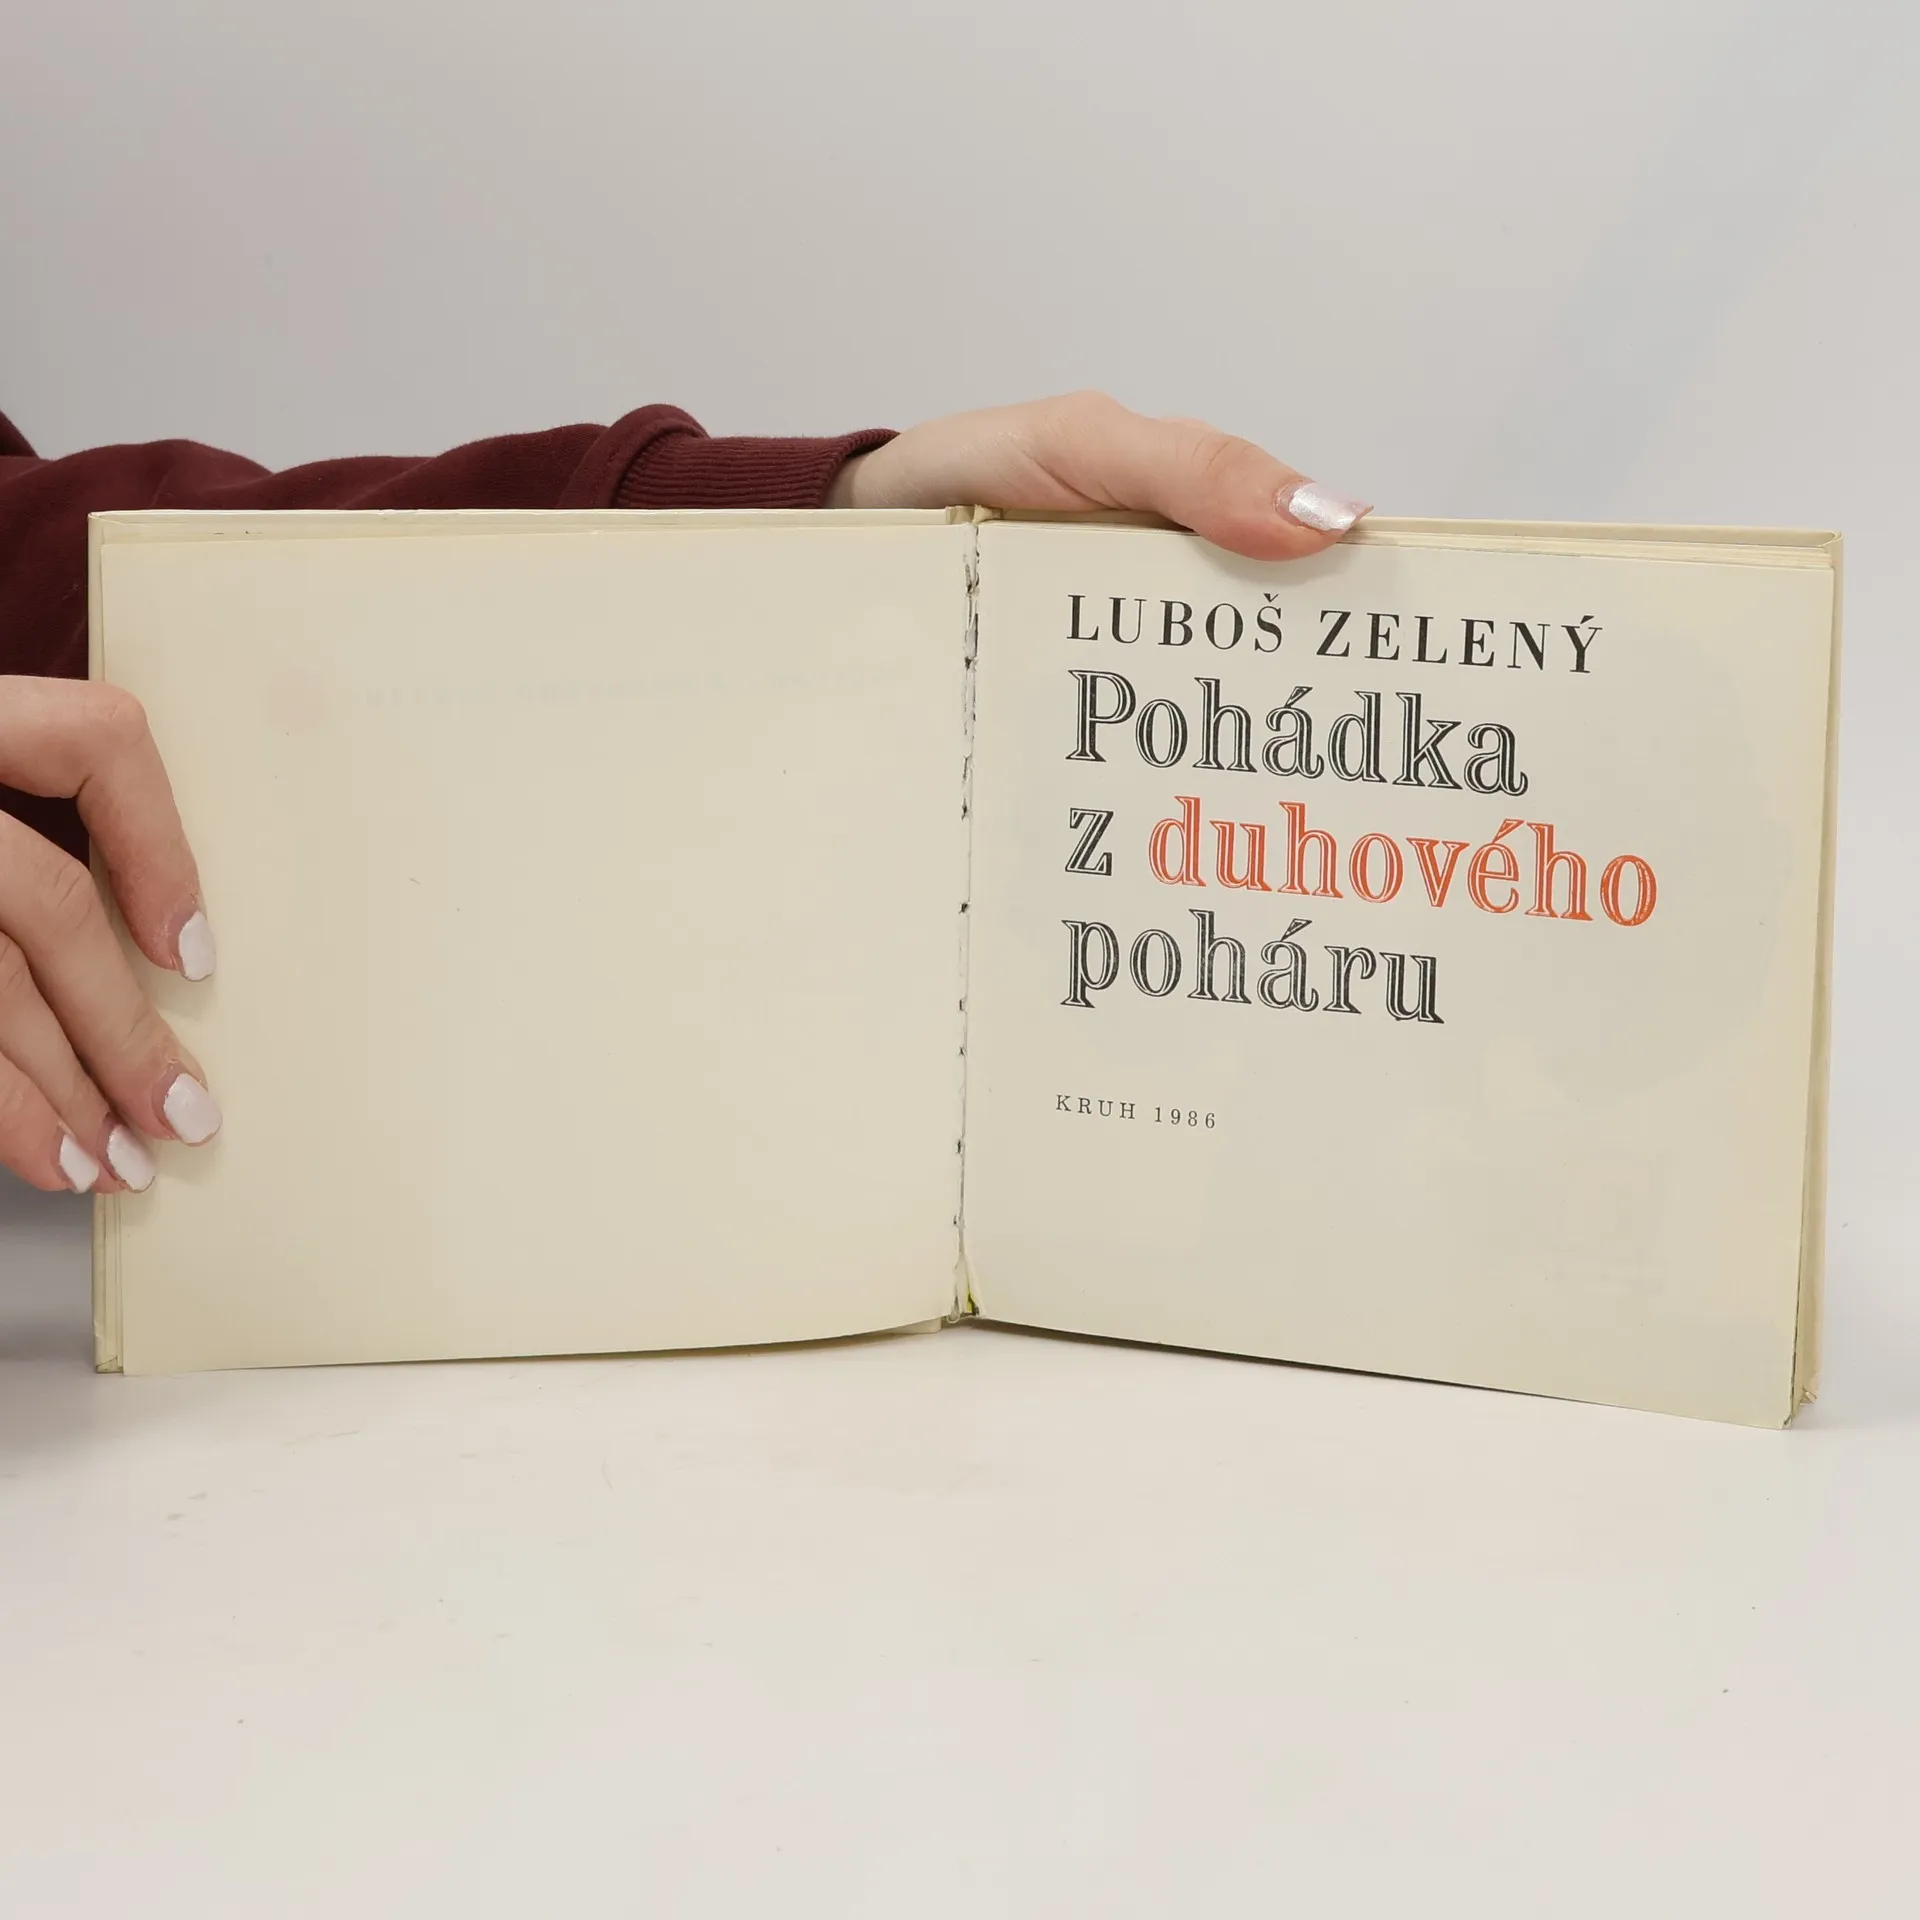 LUBOŠ ZELENÝ
Pohádka
z duhového
poháru
KRUH 1986